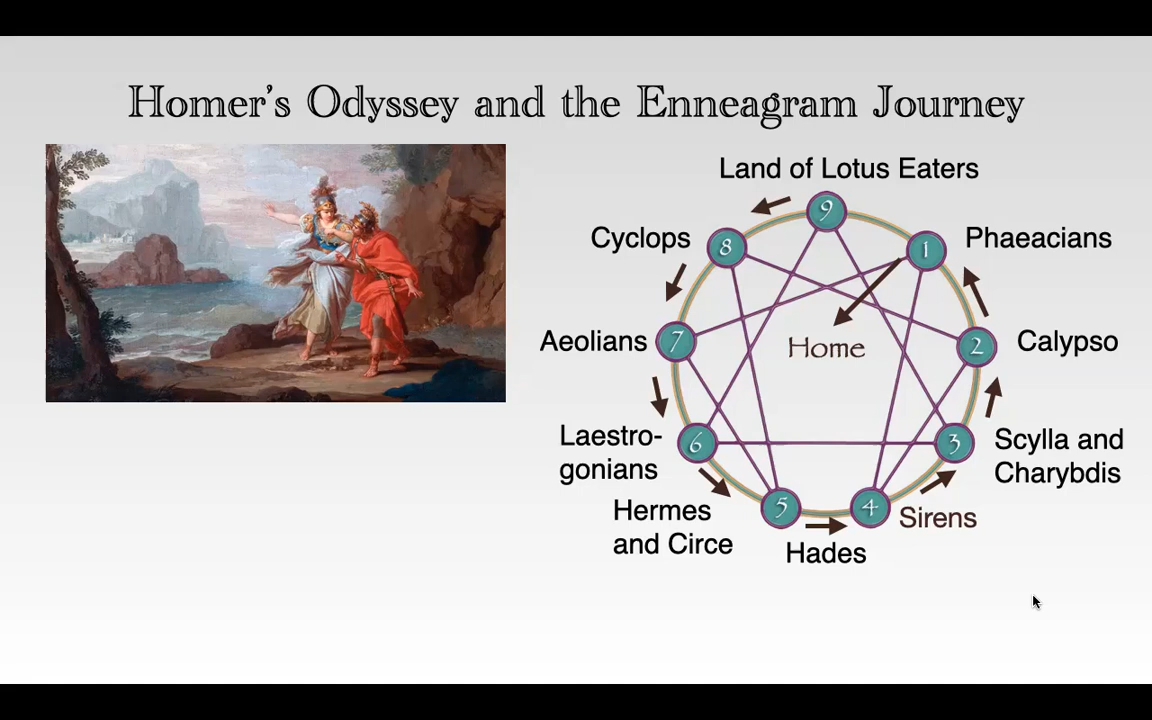 Homer's Odyssey and the Enneagram Journey
Land of Lotus Eaters
9
Cyclops
8
1
Phaeacians
Aeolians
7
Home
2
Calypso
Laestro-
gonians
6
3
Scylla and
Charybdis
Hermes
and Circe
5
4
Sirens
Hades